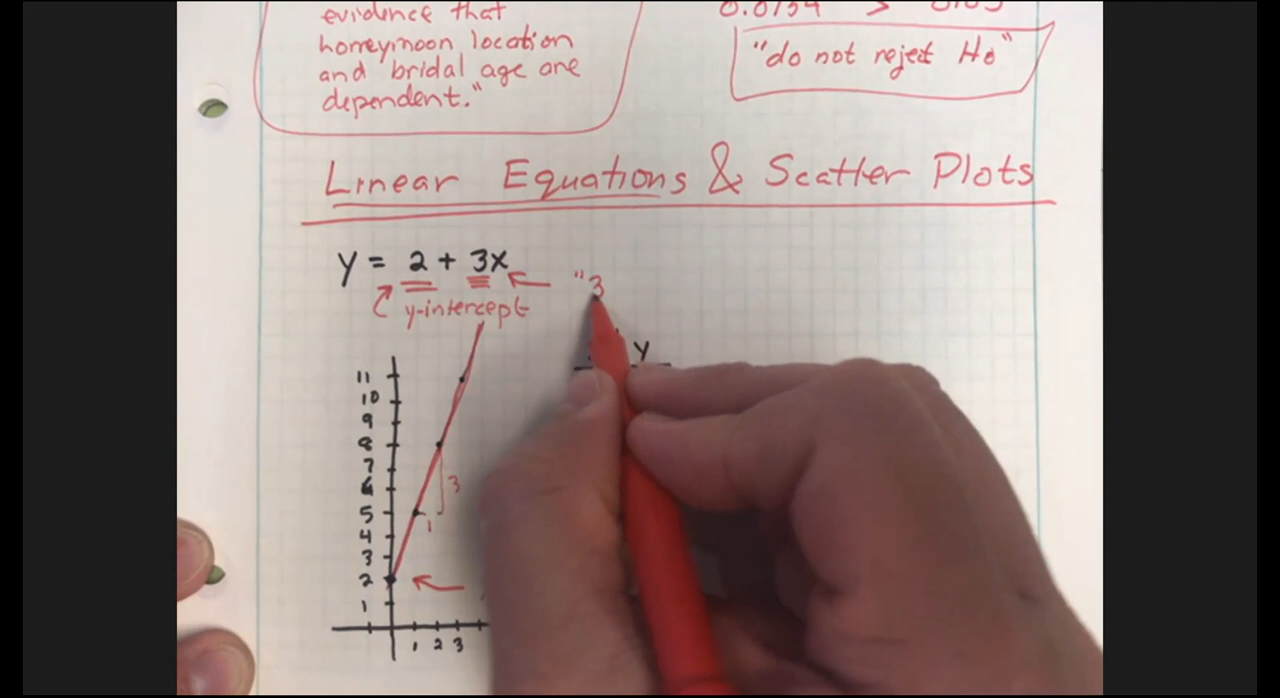 evidence that
honeymoon location
and bridal age are
dependent."
"do not reject Ho"
Linear Equations & Scatter Plots
y = 2 + 3x
"3
y-intercept
y
11
10
9
8
7
6
5
4
3
2
1
3
1
1 2 3